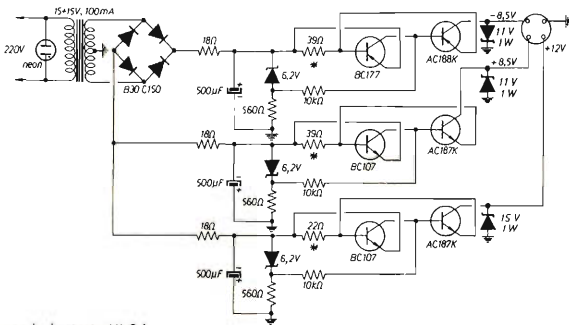 15+15V, 100mA
220V
neon
B30 C150
18Ω
500µF
6,2V
560Ω
39Ω
*
10kΩ
BC177
AC188K
-8,5V
11 V
1 W
+12V
+8,5V
11 V
1 W
18Ω
500µF
6,2V
560Ω
39Ω
*
10kΩ
BC107
AC187K
18Ω
500µF
6,2V
560Ω
22Ω
*
10kΩ
BC107
AC187K
15 V
1 W